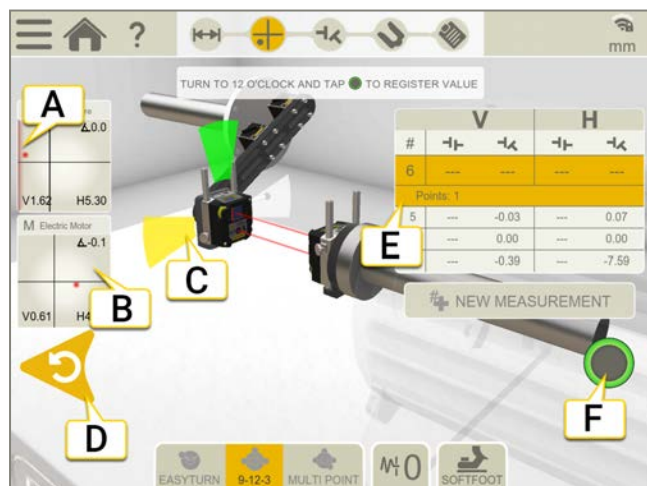 ?
mm
TURN TO 12 O'CLOCK AND TAP TO REGISTER VALUE
A
0.0
V1.62 H5.30
M Electric Motor
-0.1
V0.61 H4
B
C
D
V H
#
6 --- --- --- ---
Points: 1
5 --- -0.03 --- 0.07
--- 0.00 --- 0.00
--- -0.39 --- -7.59
E
NEW MEASUREMENT
F
EASYTURN 9-12-3 MULTI POINT 0 SOFTFOOT